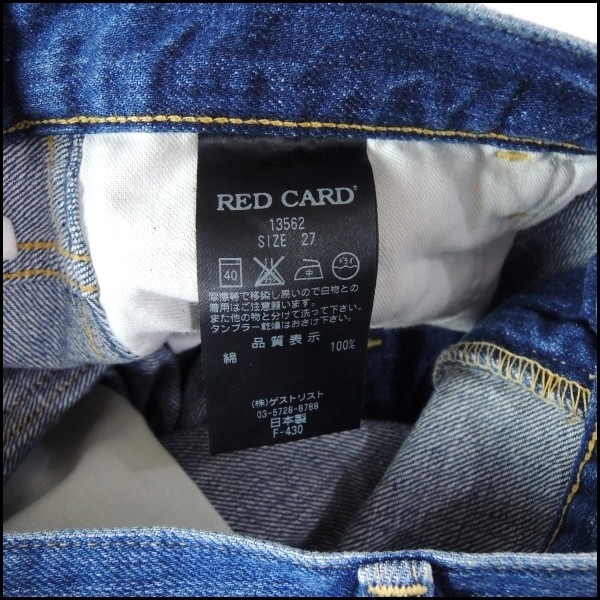 RED CARD®
13562
SIZE 27
40 中 ドライ
摩擦等で移染し易いので白物との
着用はご注意願います。
また他の物と分けて洗って下さい。
タンブラー乾燥はおさけ下さい。
品質表示
綿 100%
(株)ゲストリスト
03-5728-8788
日本製
F-430